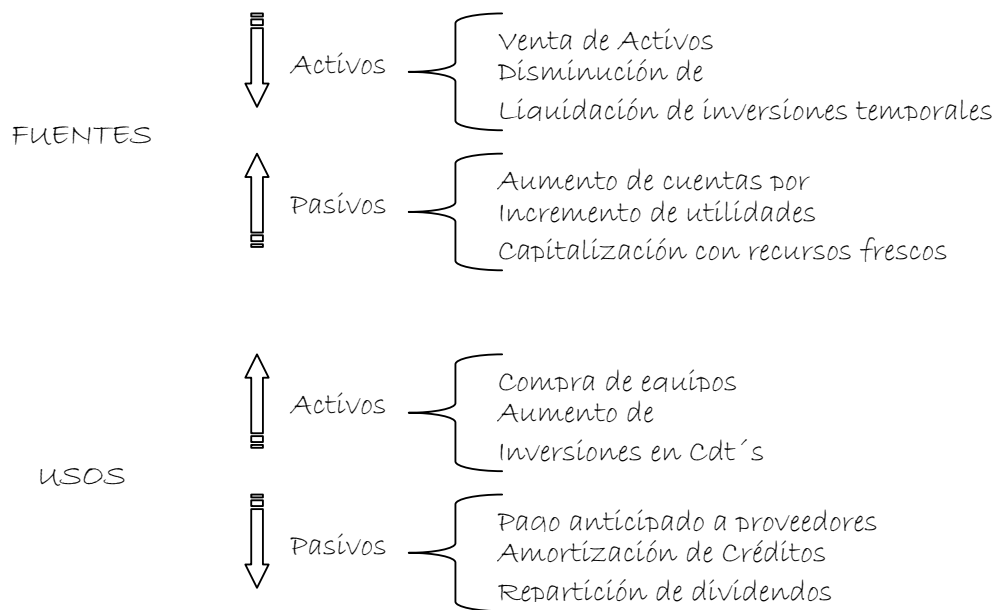 FUENTES
Activos
Venta de Activos
Disminución de
Liquidación de inversiones temporales
Pasivos
Aumento de cuentas por
Incremento de utilidades
Capitalización con recursos frescos
USOS
Activos
Compra de equipos
Aumento de
Inversiones en Cdt´s
Pasivos
Pago anticipado a proveedores
Amortización de Créditos
Repartición de dividendos